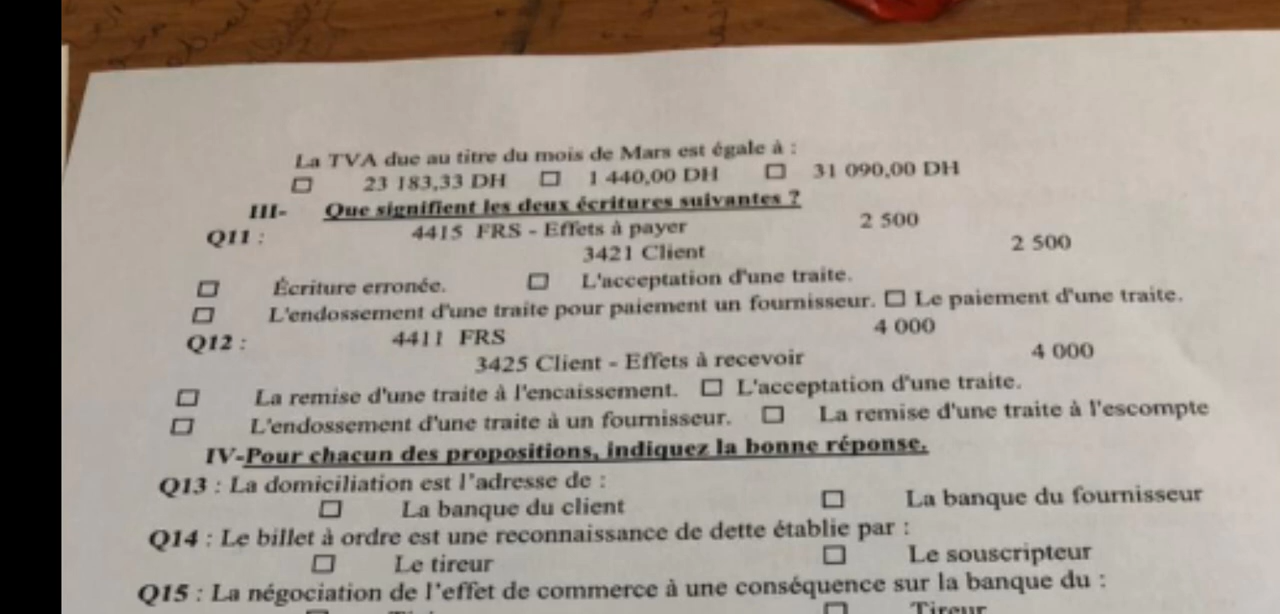 La TVA due au titre du mois de Mars est égale à :
☐ 23 183,33 DH ☐ 1 440,00 DH ☐ 31 090,00 DH
III- Que signifient les deux écritures suivantes ?
Q11 : 4415 FRS - Effets à payer 2 500
3421 Client 2 500
☐ Écriture erronée. ☐ L'acceptation d'une traite.
☐ L'endossement d'une traite pour paiement un fournisseur. ☐ Le paiement d'une traite.
Q12 : 4411 FRS 4 000
3425 Client - Effets à recevoir 4 000
☐ La remise d'une traite à l'encaissement. ☐ L'acceptation d'une traite.
☐ L'endossement d'une traite à un fournisseur. ☐ La remise d'une traite à l'escompte
IV-Pour chacun des propositions, indiquez la bonne réponse.
Q13 : La domiciliation est l'adresse de :
☐ La banque du client ☐ La banque du fournisseur
Q14 : Le billet à ordre est une reconnaissance de dette établie par :
☐ Le tireur ☐ Le souscripteur
Q15 : La négociation de l'effet de commerce à une conséquence sur la banque du :
☐ Tireur